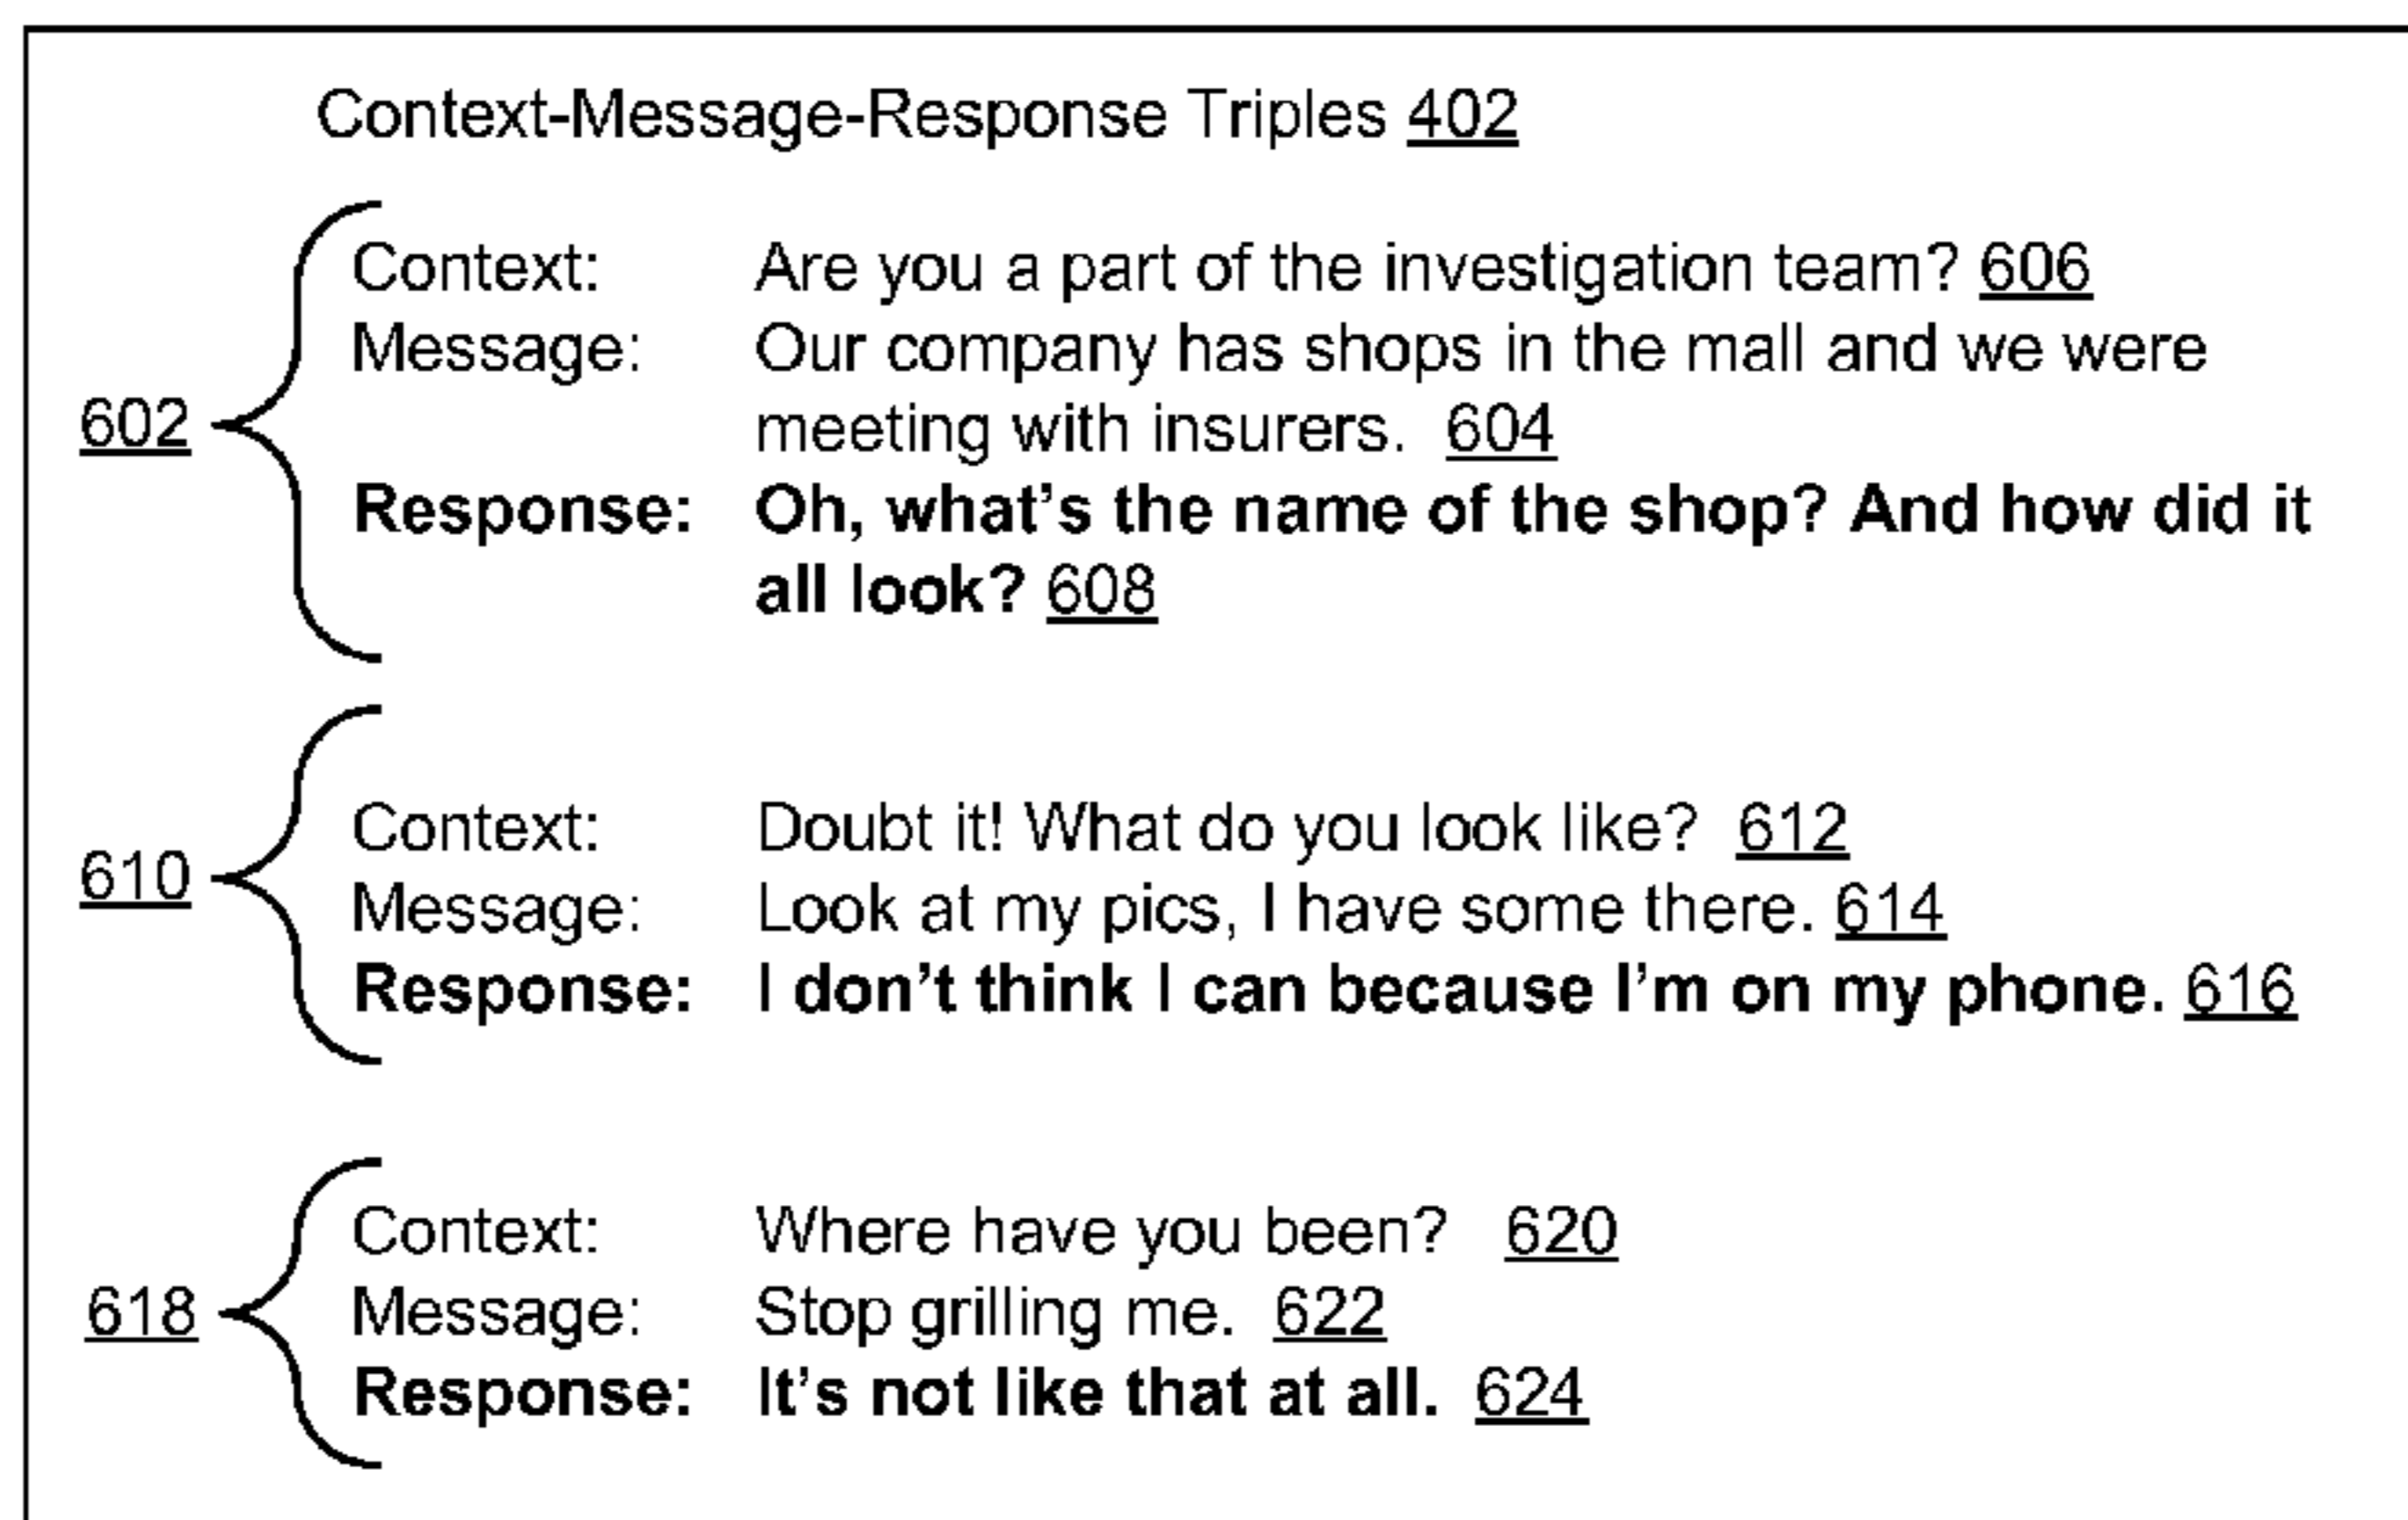 Context-Message-Response Triples 402
Context: Are you a part of the investigation team? 606
Message: Our company has shops in the mall and we were
602
meeting with insurers. 604
Response: Oh, what's the name of the shop? And how did it
all look? 608
Context: Doubt it! What do you look like? 612
610
Message: Look at my pics, I have some there. 614
Response: I don't think I can because I'm on my phone. 616
Context: Where have you been? 620
618
Message: Stop grilling me. 622
Response: It's not like that at all. 624